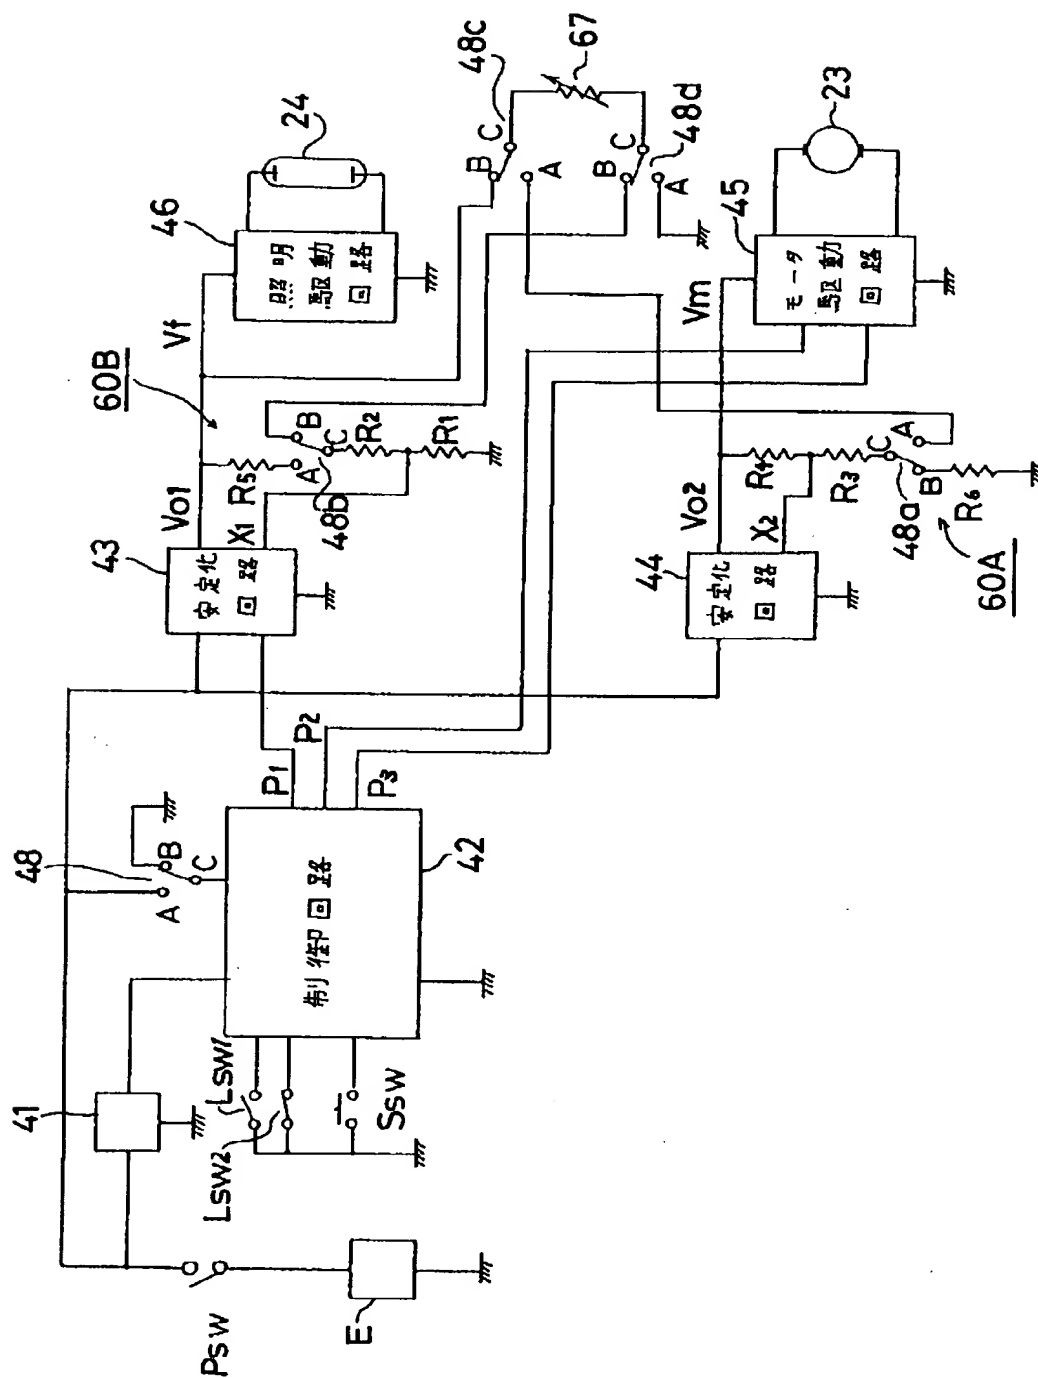 Psw
E
41
Lsw1
Lsw2
Ssw
48
A
B
C
制御回路
42
P1
P2
P3
43
安定化
回路
Vo1
X1
60B
Vf
R5
A
B
C
48b
R2
R1
46
照明
駆動
回路
24
48c
B
C
A
67
B
C
A
48d
44
安定化
回路
Vo2
X2
R4
R3
C
A
B
48a
R6
60A
Vm
45
モータ
駆動
回路
23